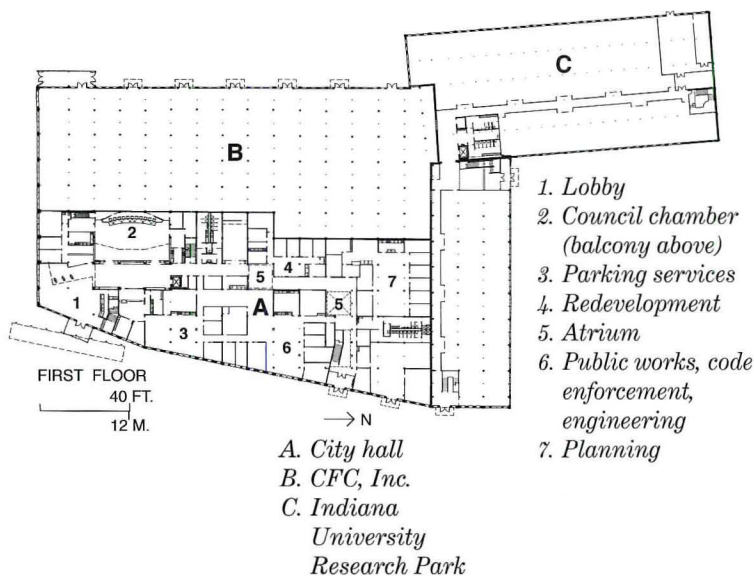 C
B
2
5
4
7
A
5
1
3
6
FIRST FLOOR
40 FT.
12 M.
N
1. Lobby
2. Council chamber
(balcony above)
3. Parking services
4. Redevelopment
5. Atrium
6. Public works, code
enforcement,
engineering
7. Planning
A. City hall
B. CFC, Inc.
C. Indiana
University
Research Park